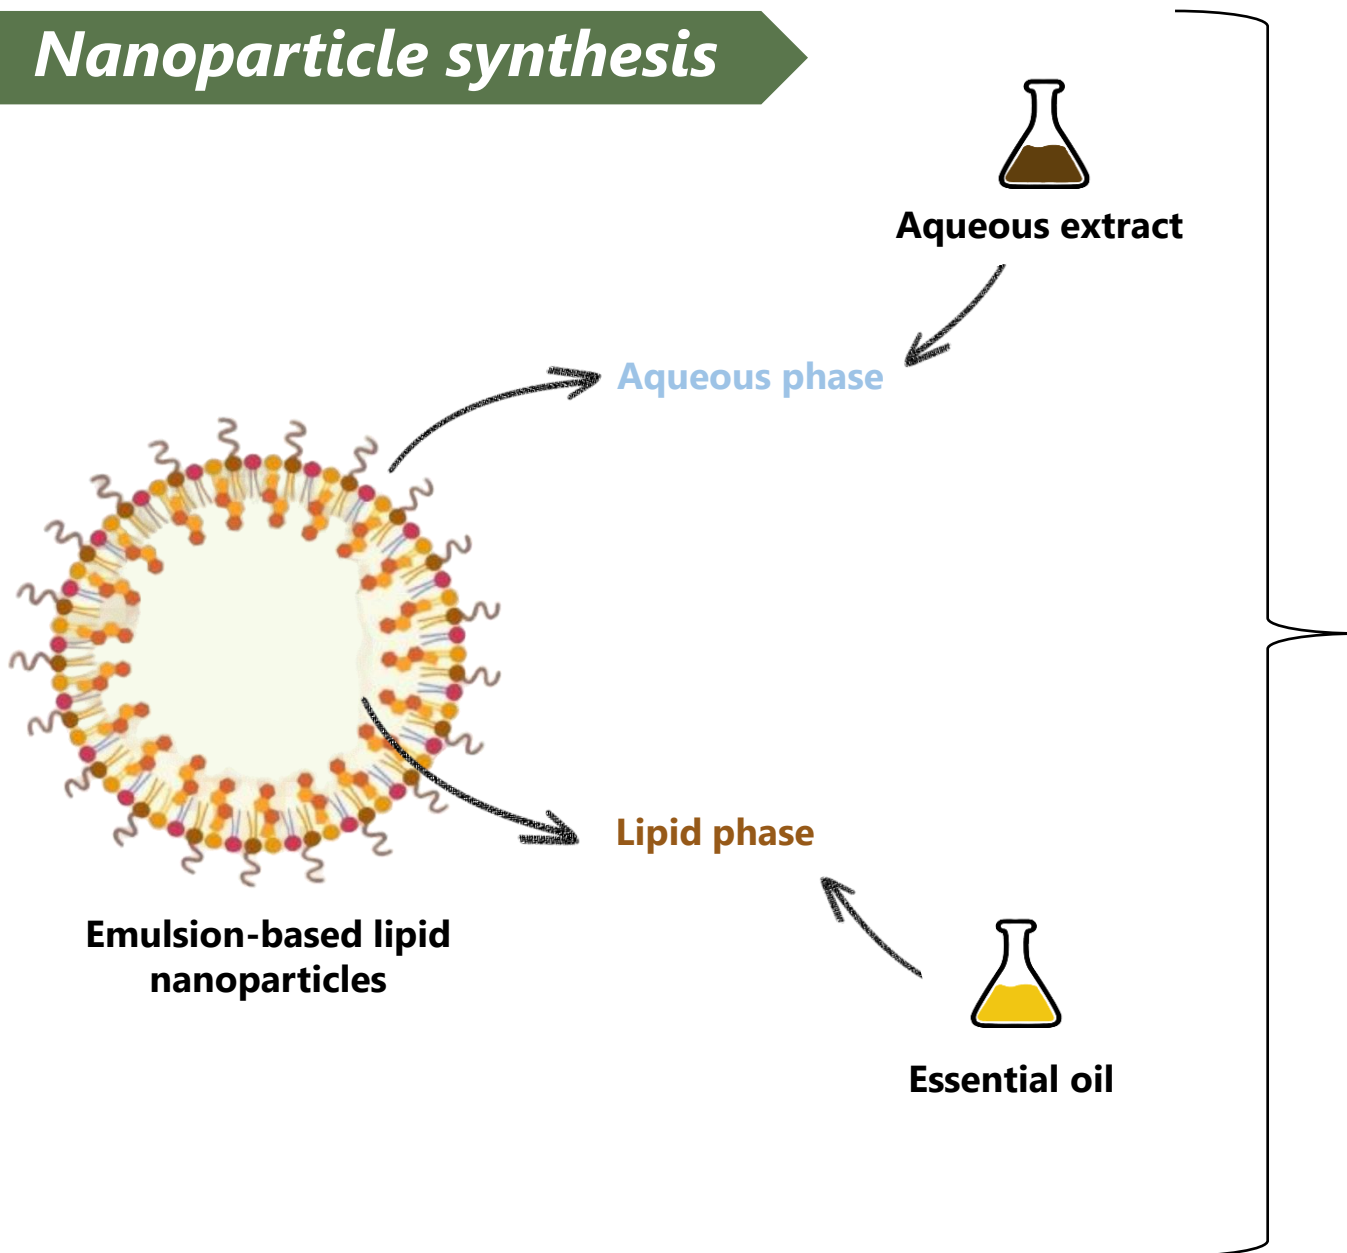 Nanoparticle synthesis
Aqueous extract
Aqueous phase
Lipid phase
Emulsion-based lipid
nanoparticles
Essential oil